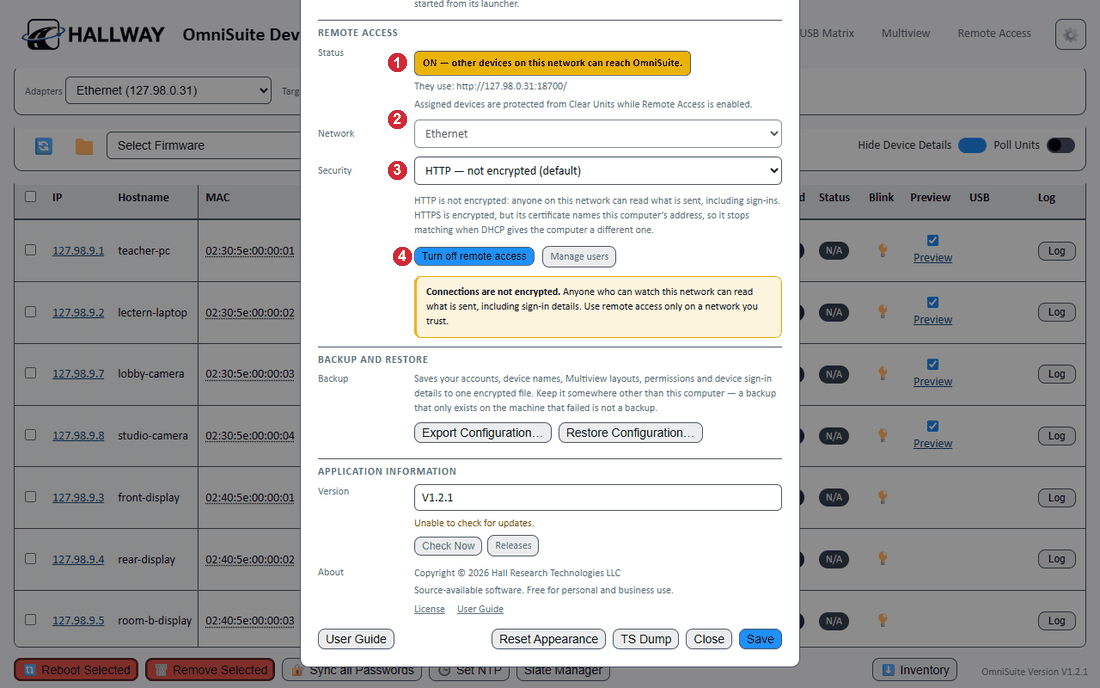 started from its launcher.
HALLWAY
OmniSuite Dev
USB Matrix
Multiview
Remote Access
REMOTE ACCESS
Status
1
ON — other devices on this network can reach OmniSuite.
They use: http://127.98.0.31:18700/
Assigned devices are protected from Clear Units while Remote Access is enabled.
Adapters
Ethernet (127.98.0.31)
Targ
2
Network
Ethernet
Select Firmware
Hide Device Details
Poll Units
Security
3
HTTP — not encrypted (default)
HTTP is not encrypted: anyone on this network can read what is sent, including sign-ins.
HTTPS is encrypted, but its certificate names this computer's address, so it stops
matching when DHCP gives the computer a different one.
4
Turn off remote access
Manage users
Connections are not encrypted. Anyone who can watch this network can read
what is sent, including sign-in details. Use remote access only on a network you
trust.
IP
Hostname
MAC
d
Status
Blink
Preview
USB
Log
127.98.9.1
teacher-pc
02:30:5e:00:00:01
N/A
Preview
Log
127.98.9.2
lectern-laptop
02:30:5e:00:00:02
N/A
Preview
Log
127.98.9.7
lobby-camera
02:30:5e:00:00:03
N/A
Preview
Log
127.98.9.8
studio-camera
02:30:5e:00:00:04
N/A
Preview
Log
127.98.9.3
front-display
02:40:5e:00:00:01
N/A
Log
127.98.9.4
rear-display
02:40:5e:00:00:02
N/A
Log
127.98.9.5
room-b-display
02:40:5e:00:00:03
N/A
Log
BACKUP AND RESTORE
Backup
Saves your accounts, device names, Multiview layouts, permissions and device sign-in
details to one encrypted file. Keep it somewhere other than this computer — a backup
that only exists on the machine that failed is not a backup.
Export Configuration…
Restore Configuration…
APPLICATION INFORMATION
Version
V1.2.1
Unable to check for updates.
Check Now
Releases
About
Copyright © 2026 Hall Research Technologies LLC
Source-available software. Free for personal and business use.
License
User Guide
User Guide
Reset Appearance
TS Dump
Close
Save
Reboot Selected
Remove Selected
Sync all Passwords
Set NTP
Slate Manager
Inventory
OmniSuite Version V1.2.1